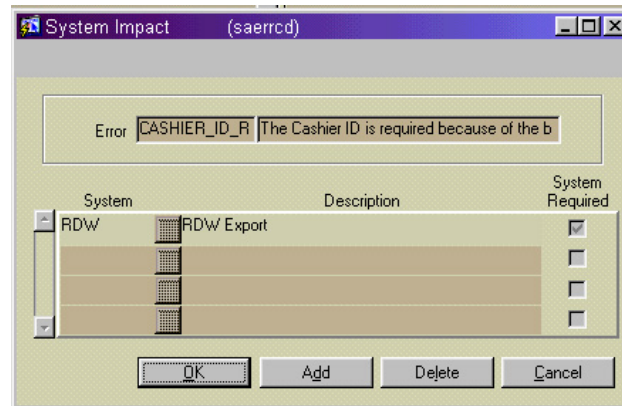 System Impact (saerrcd)
Error CASHIER_ID_R The Cashier ID is required because of the b
System
System Description Required
RDW RDW Export
OK Add Delete Cancel